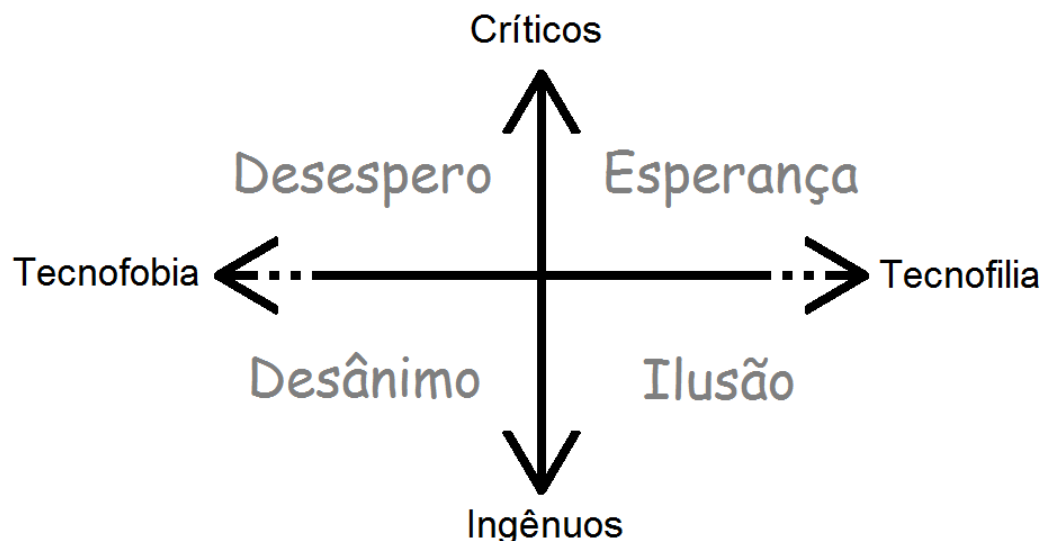 Críticos
Desespero
Esperança
Tecnofobia
Tecnofilia
Desânimo
Ilusão
Ingênuos